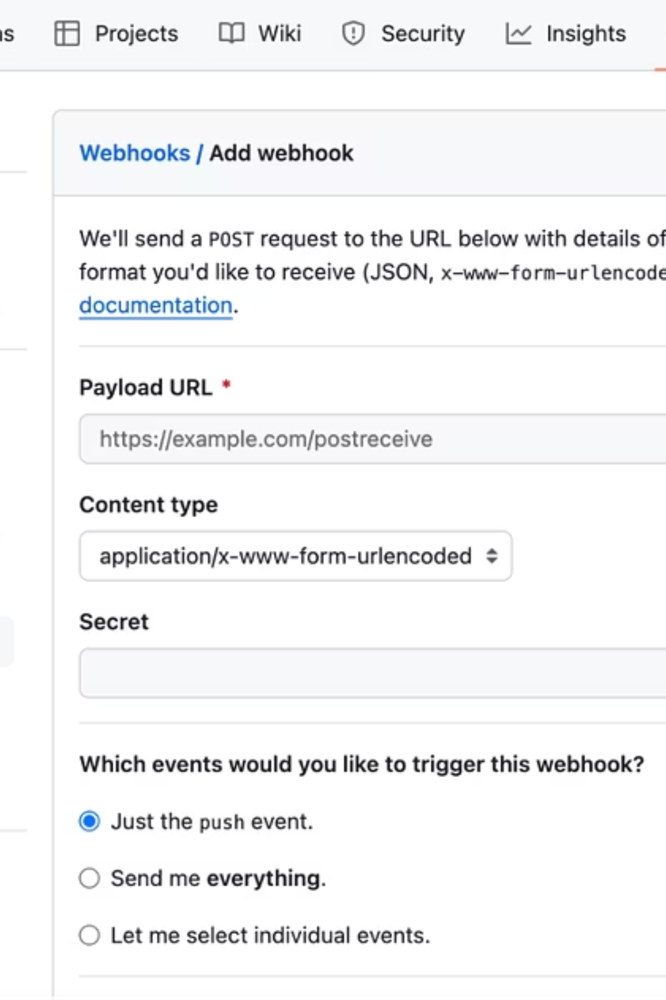 Projects Wiki Security Insights
Webhooks / Add webhook
We'll send a POST request to the URL below with details of
format you'd like to receive (JSON, x-www-form-urlencode
documentation.
Payload URL *
https://example.com/postreceive
Content type
application/x-www-form-urlencoded
Secret
Which events would you like to trigger this webhook?
Just the push event.
Send me everything.
Let me select individual events.